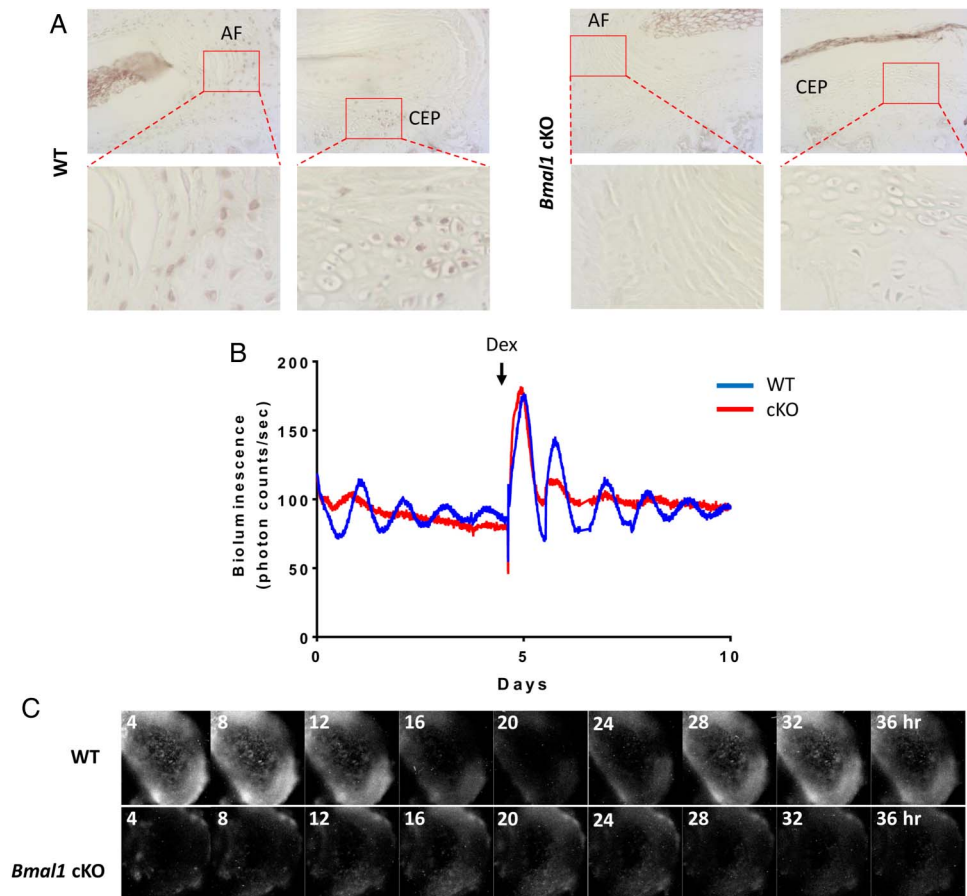 A
AF
CEP
AF
CEP
WT
Bmal1 cKO
B
Dex
Bioluminescence
(photon counts/sec)
200
150
100
50
0
0
5
10
Days
WT
cKO
C
WT
4
8
12
16
20
24
28
32
36 hr
Bmal1 cKO
4
8
12
16
20
24
28
32
36 hr